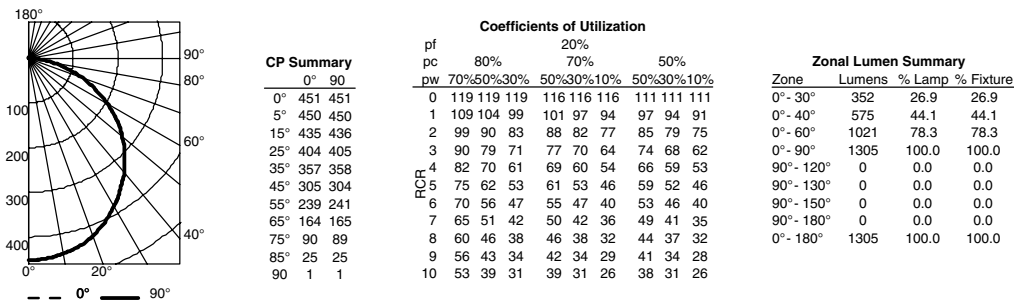 180°
90°
80°
100
60°
200
300
40°
400
0° 20°
0° 90°
CP Summary
0° 90
0° 451 451
5° 450 450
15° 435 436
25° 404 405
35° 357 358
45° 305 304
55° 239 241
65° 164 165
75° 90 89
85° 25 25
90 1 1
Coefficients of Utilization
pf 20%
pc 80% 70% 50%
pw 70%50%30% 50%30%10% 50%30%10%
RCR
0 119 119 119 116 116 116 111 111 111
1 109 104 99 101 97 94 97 94 91
2 99 90 83 88 82 77 85 79 75
3 90 79 71 77 70 64 74 68 62
4 82 70 61 69 60 54 66 59 53
5 75 62 53 61 53 46 59 52 46
6 70 56 47 55 47 40 53 46 40
7 65 51 42 50 42 36 49 41 35
8 60 46 38 46 38 32 44 37 32
9 56 43 34 42 34 29 41 34 28
10 53 39 31 39 31 26 38 31 26
Zonal Lumen Summary
Zone Lumens % Lamp % Fixture
0°- 30° 352 26.9 26.9
0°- 40° 575 44.1 44.1
0°- 60° 1021 78.3 78.3
0°- 90° 1305 100.0 100.0
90°- 120° 0 0.0 0.0
90°- 130° 0 0.0 0.0
90°- 150° 0 0.0 0.0
90°- 180° 0 0.0 0.0
0°- 180° 1305 100.0 100.0